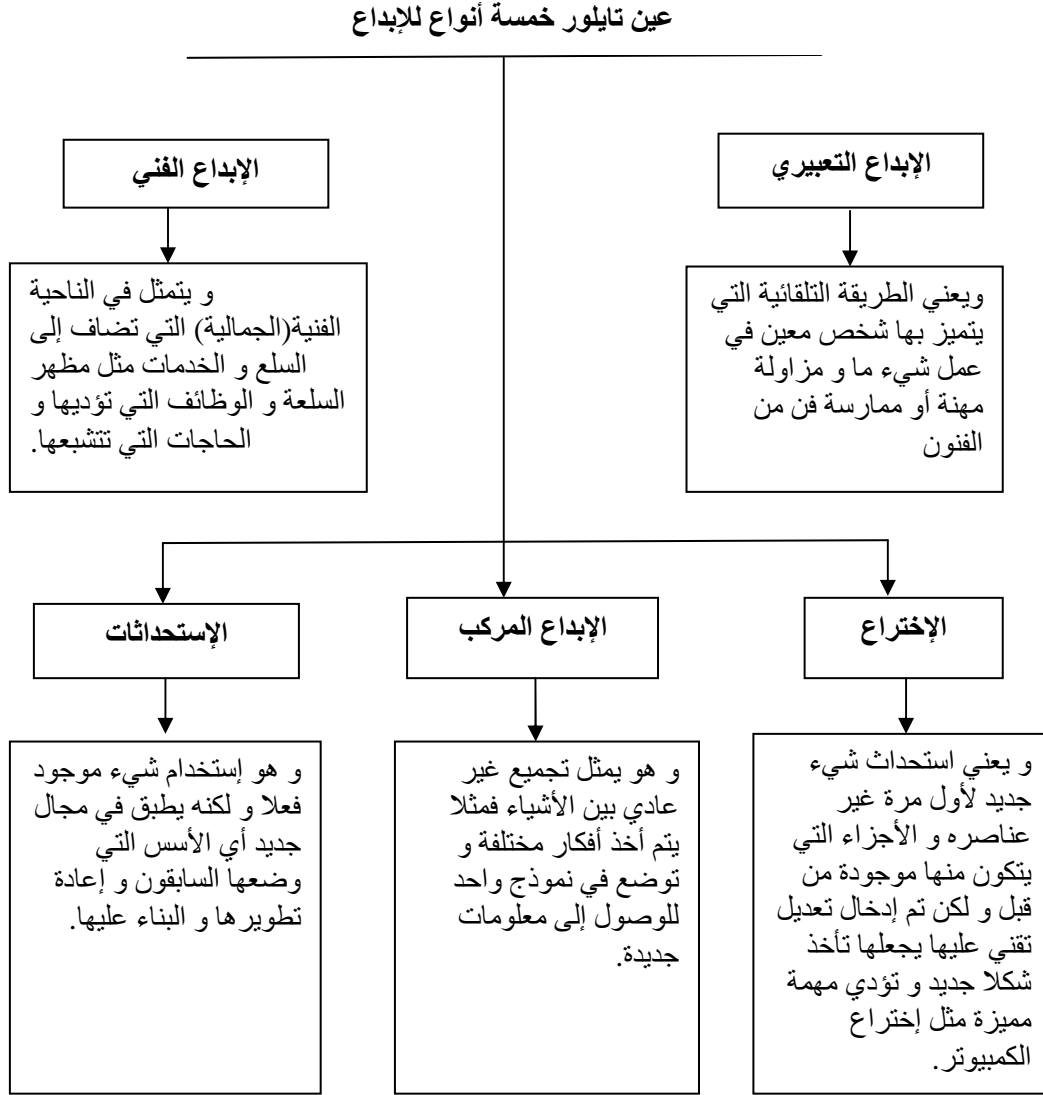 عين تايلور خمسة أنواع للإبداع
الإبداع التعبيري
ويعني الطريقة التلقائية التي
يتميز بها شخص معين في
عمل شيء ما و مزاولة
مهنة أو ممارسة فن من
الفنون
الإبداع الفني
و يتمثل في الناحية
الفنية(الجمالية) التي تضاف إلى
السلع و الخدمات مثل مظهر
السلعة و الوظائف التي تؤديها و
الحاجات التي تتشبعها.
الإختراع
و يعني استحداث شيء
جديد لأول مرة غير
عناصره و الأجزاء التي
يتكون منها موجودة من
قبل و لكن تم إدخال تعديل
تقني عليها يجعلها تأخذ
شكلا جديد و تؤدي مهمة
مميزة مثل إختراع
الكمبيوتر.
الإبداع المركب
و هو يمثل تجميع غير
عادي بين الأشياء فمثلا
يتم أخذ أفكار مختلفة و
توضع في نموذج واحد
للوصول إلى معلومات
جديدة.
الإستحداثات
و هو إستخدام شيء موجود
فعلا و لكنه يطبق في مجال
جديد أي الأسس التي
وضعها السابقون و إعادة
تطويرها و البناء عليها.